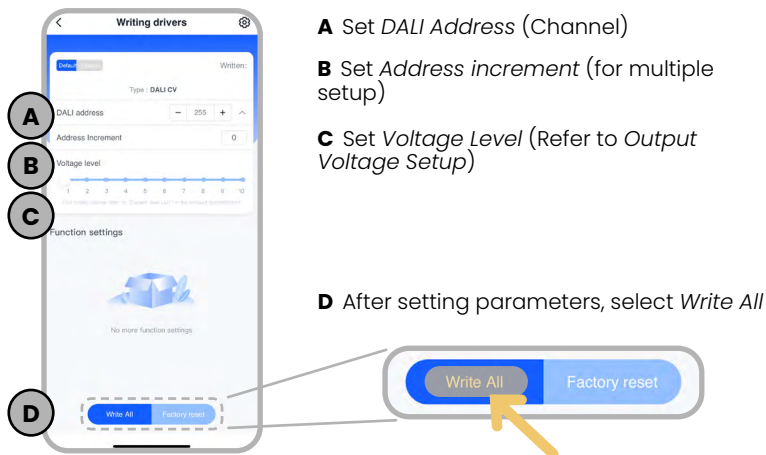 Writing drivers
Default
Written:
Type : DALI CV
A
DALI address
− 255 +
Address Increment
0
B
Voltage level
1 2 3 4 5 6 7 8 9 10
C
Function settings
No more function settings
D
Write All
Factory reset
A Set DALI Address (Channel)
B Set Address increment (for multiple
setup)
C Set Voltage Level (Refer to Output
Voltage Setup)
D After setting parameters, select Write All
Write All
Factory reset